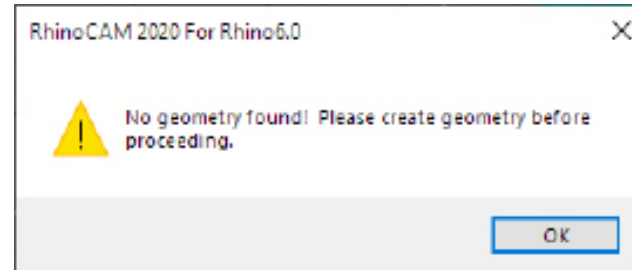 RhinoCAM 2020 For Rhino6.0
No geometry found! Please create geometry before
proceeding.
OK